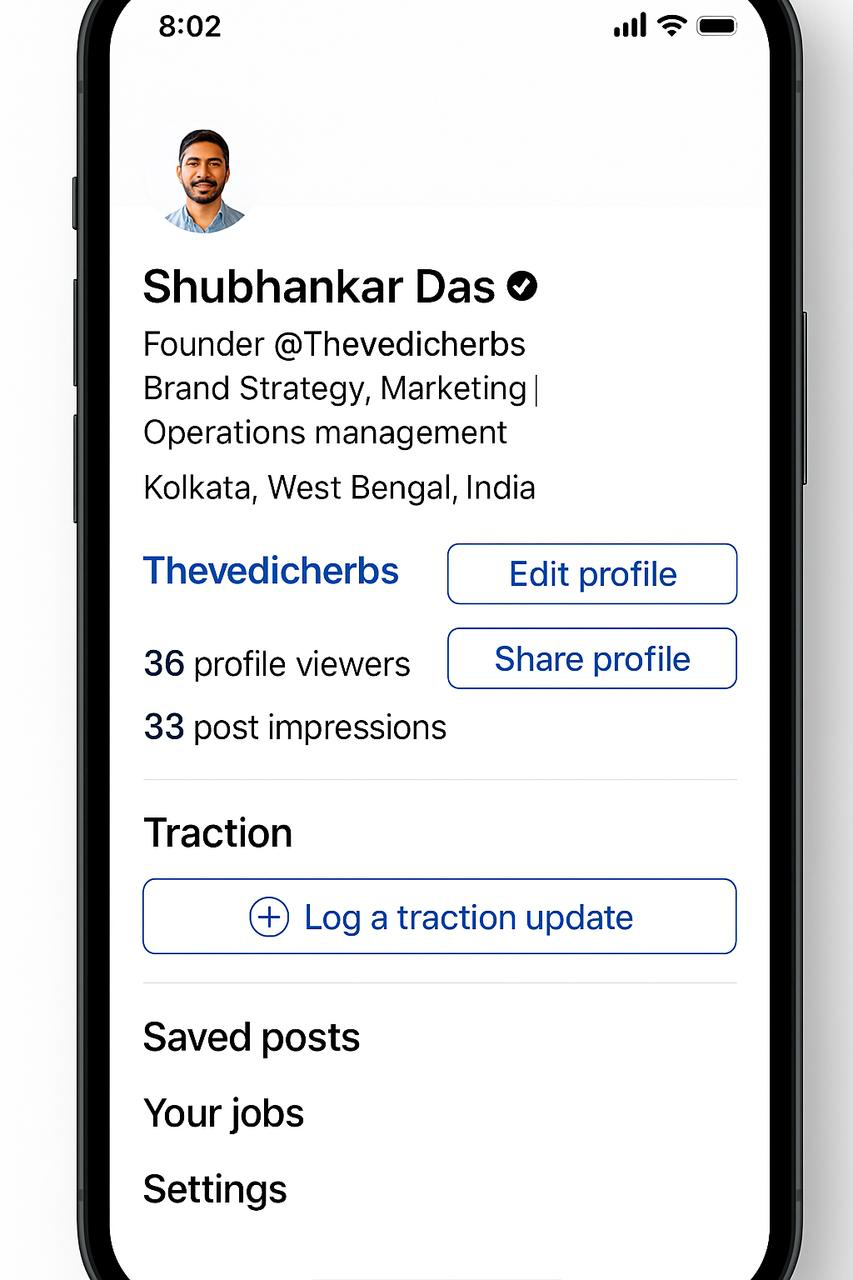 8:02
Shubhankar Das
Founder @Thevedicherbs
Brand Strategy, Marketing |
Operations management
Kolkata, West Bengal, India
Thevedicherbs
Edit profile
36 profile viewers
Share profile
33 post impressions
Traction
Log a traction update
Saved posts
Your jobs
Settings